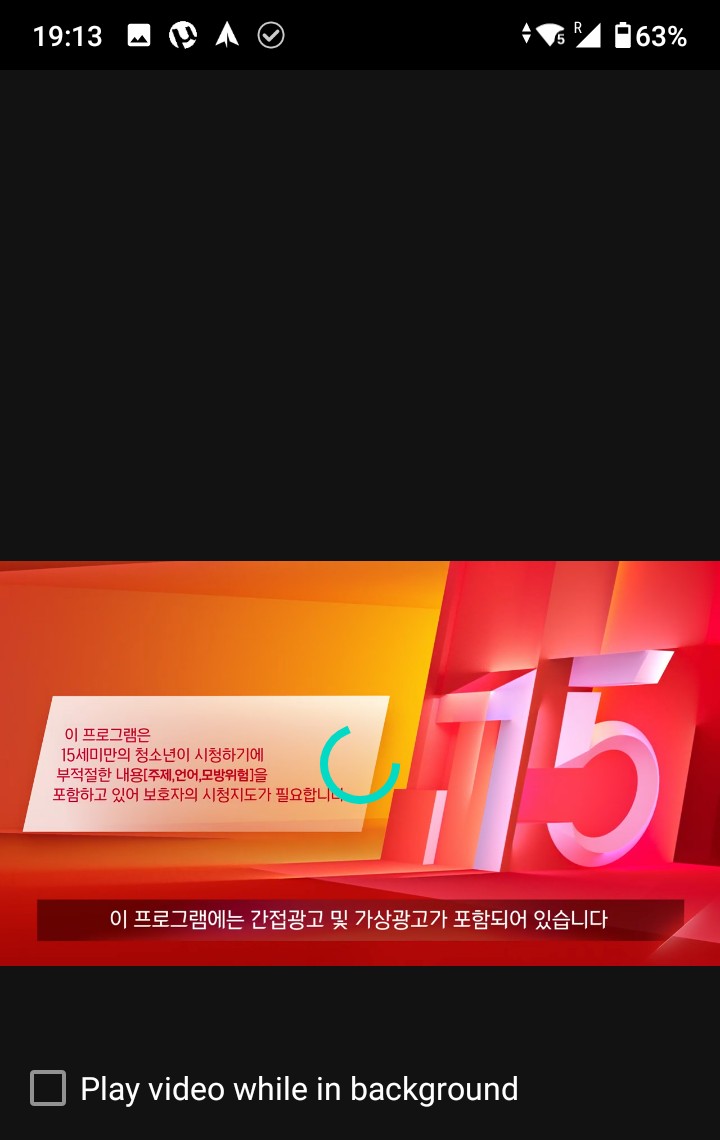 19:13
5
R
63%
이 프로그램은
15세미만의 청소년이 시청하기에
부적절한 내용[주제,언어,모방위험]을
포함하고 있어 보호자의 시청지도가 필요합니다
15
이 프로그램에는 간접광고 및 가상광고가 포함되어 있습니다
Play video while in background